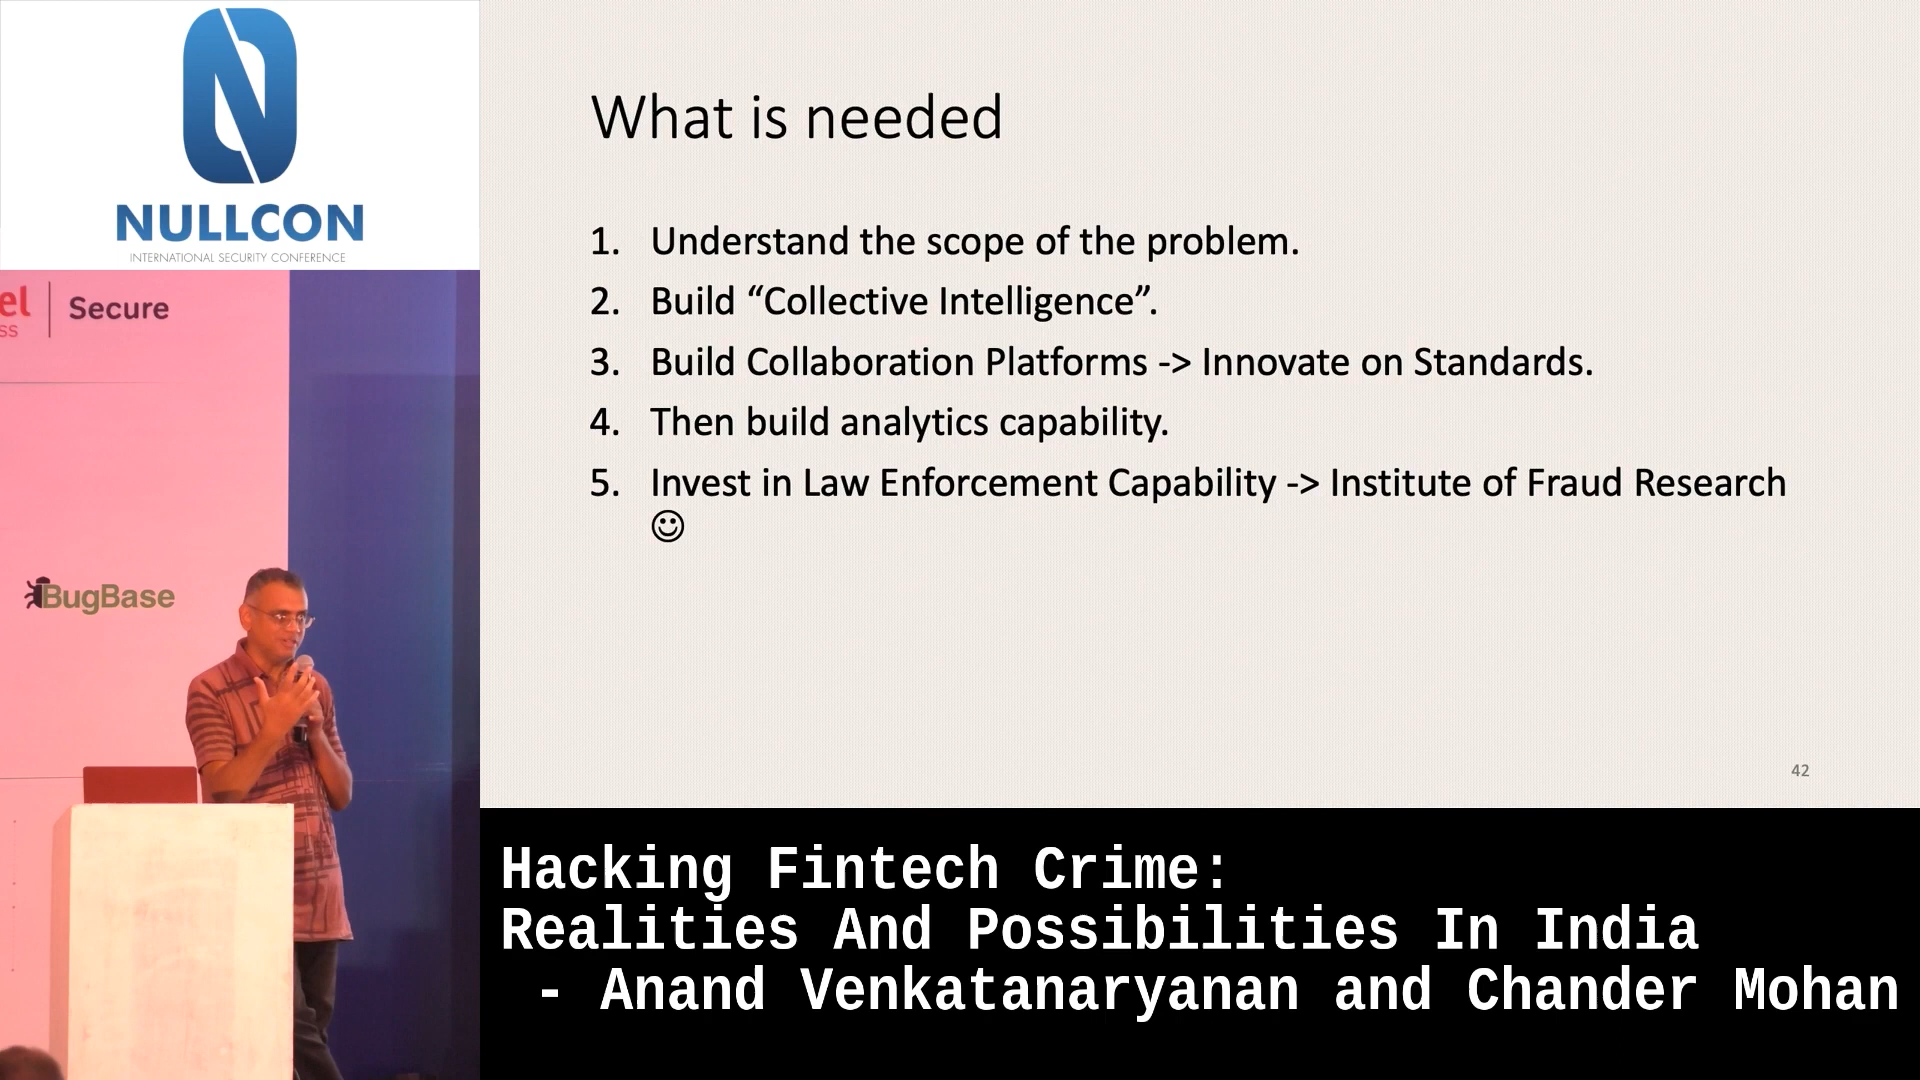 NULLCON
INTERNATIONAL SECURITY CONFERENCE
el
ss
Secure
BugBase
What is needed
1. Understand the scope of the problem.
2. Build “Collective Intelligence”.
3. Build Collaboration Platforms -> Innovate on Standards.
4. Then build analytics capability.
5. Invest in Law Enforcement Capability -> Institute of Fraud Research
☺
42
Hacking Fintech Crime:
Realities And Possibilities In India
- Anand Venkatanaryanan and Chander Mohan